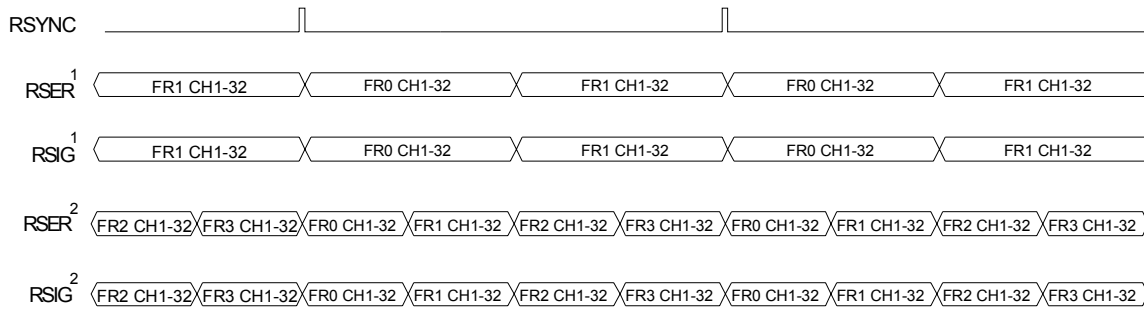 RSYNC
RSER1 FR1 CH1-32 FR0 CH1-32 FR1 CH1-32 FR0 CH1-32 FR1 CH1-32
RSIG1 FR1 CH1-32 FR0 CH1-32 FR1 CH1-32 FR0 CH1-32 FR1 CH1-32
RSER2 FR2 CH1-32 FR3 CH1-32 FR0 CH1-32 FR1 CH1-32 FR2 CH1-32 FR3 CH1-32 FR0 CH1-32 FR1 CH1-32 FR2 CH1-32 FR3 CH1-32
RSIG2 FR2 CH1-32 FR3 CH1-32 FR0 CH1-32 FR1 CH1-32 FR2 CH1-32 FR3 CH1-32 FR0 CH1-32 FR1 CH1-32 FR2 CH1-32 FR3 CH1-32